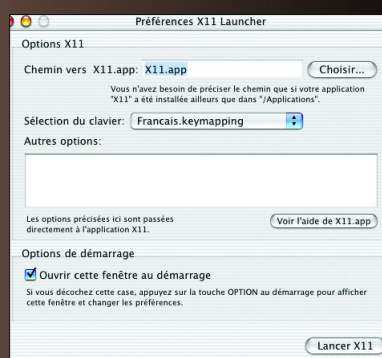 Préférences X11 Launcher
Options X11
Chemin vers X11.app: X11.app Choisir...
Vous n'avez besoin de préciser le chemin que si votre application
"X11" a été installée ailleurs que dans "/Applications".
Sélection du clavier: Francais.keymapping
Autres options:
Les options précisées ici sont passées
directement à l'application X11.
Voir l'aide de X11.app
Options de démarrage
Ouvrir cette fenêtre au démarrage
Si vous décochez cette case, appuyez sur la touche OPTION au démarrage pour afficher
cette fenêtre et changer les préférences.
Lancer X11